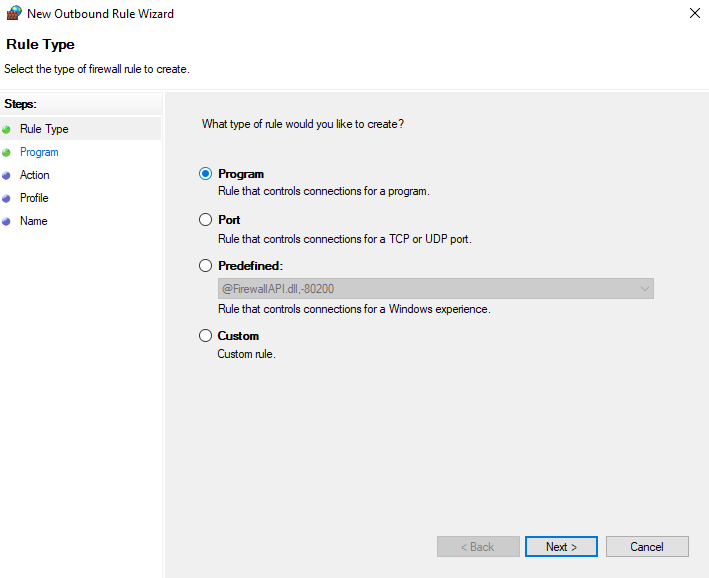 New Outbound Rule Wizard
Rule Type
Select the type of firewall rule to create.
Steps:
Rule Type
Program
Action
Profile
Name
What type of rule would you like to create?
Program
Rule that controls connections for a program.
Port
Rule that controls connections for a TCP or UDP port.
Predefined:
@FirewallAPI.dll,-80200
Rule that controls connections for a Windows experience.
Custom
Custom rule.
< Back
Next >
Cancel